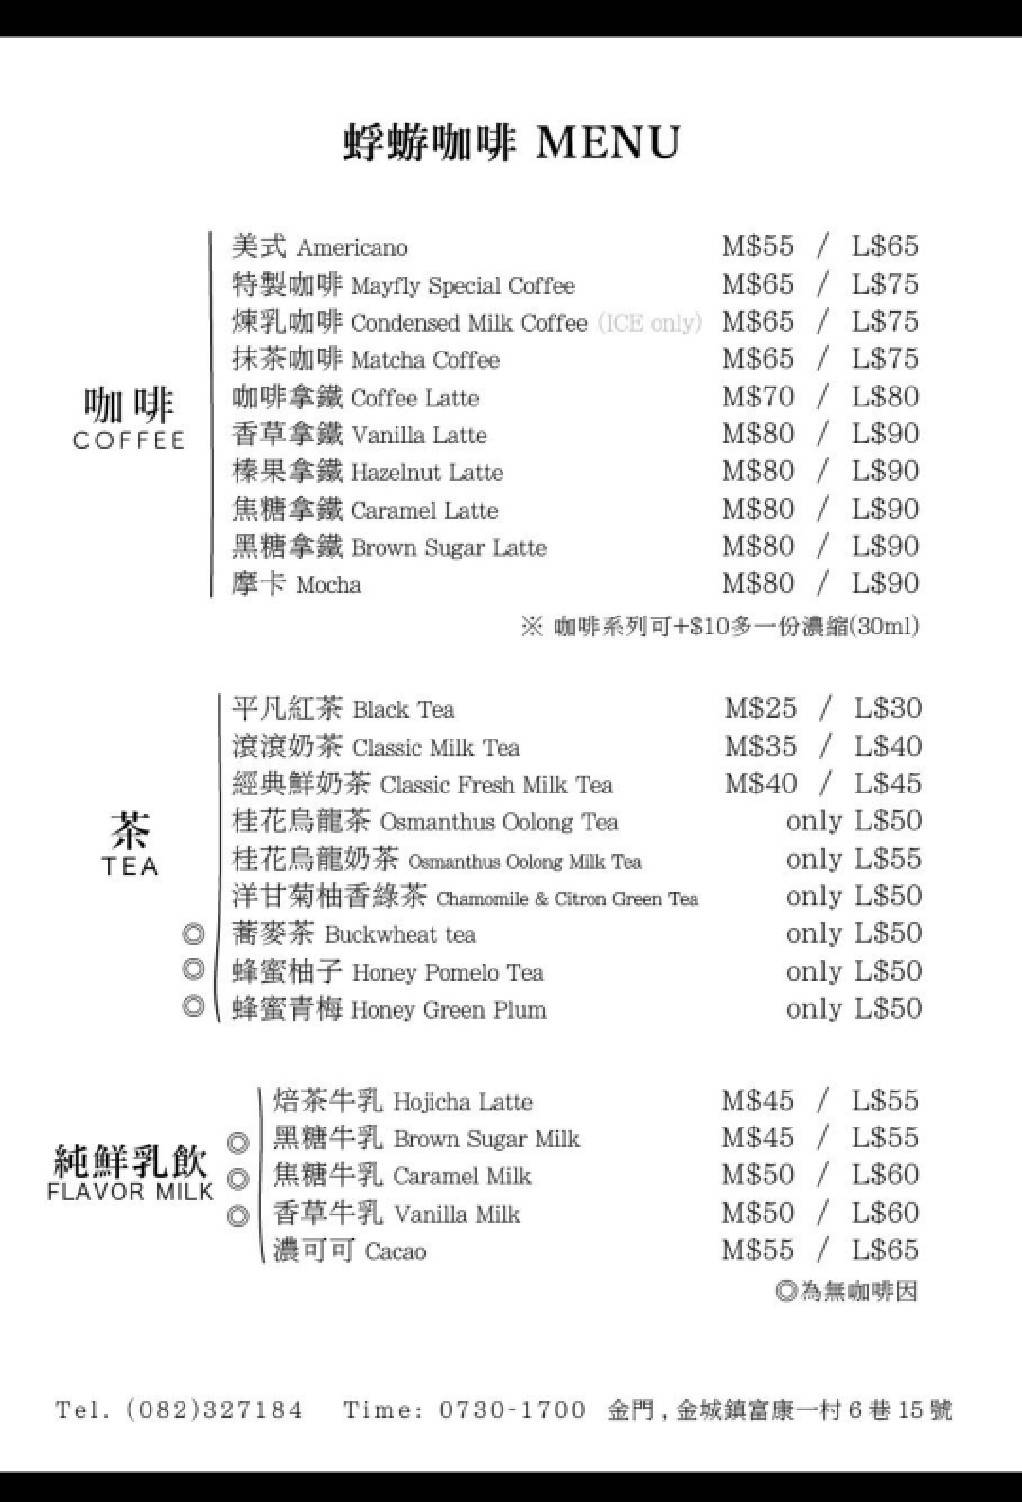 蜉蝣咖啡 MENU
咖啡
COFFEE
美式 Americano M$55 / L$65
特製咖啡 Mayfly Special Coffee M$65 / L$75
煉乳咖啡 Condensed Milk Coffee (ICE only) M$65 / L$75
抹茶咖啡 Matcha Coffee M$65 / L$75
咖啡拿鐵 Coffee Latte M$70 / L$80
香草拿鐵 Vanilla Latte M$80 / L$90
榛果拿鐵 Hazelnut Latte M$80 / L$90
焦糖拿鐵 Caramel Latte M$80 / L$90
黑糖拿鐵 Brown Sugar Latte M$80 / L$90
摩卡 Mocha M$80 / L$90
※ 咖啡系列可+$10多一份濃縮(30ml)
茶
TEA
平凡紅茶 Black Tea M$25 / L$30
滾滾奶茶 Classic Milk Tea M$35 / L$40
經典鮮奶茶 Classic Fresh Milk Tea M$40 / L$45
桂花烏龍茶 Osmanthus Oolong Tea only L$50
桂花烏龍奶茶 Osmanthus Oolong Milk Tea only L$55
洋甘菊柚香綠茶 Chamomile & Citron Green Tea only L$50
◎ 蕎麥茶 Buckwheat tea only L$50
◎ 蜂蜜柚子 Honey Pomelo Tea only L$50
◎ 蜂蜜青梅 Honey Green Plum only L$50
純鮮乳飲
FLAVOR MILK
焙茶牛乳 Hojicha Latte M$45 / L$55
◎ 黑糖牛乳 Brown Sugar Milk M$45 / L$55
◎ 焦糖牛乳 Caramel Milk M$50 / L$60
◎ 香草牛乳 Vanilla Milk M$50 / L$60
濃可可 Cacao M$55 / L$65
◎為無咖啡因
Tel. (082)327184 Time: 0730-1700 金門 , 金城鎮富康一村 6 巷 15 號